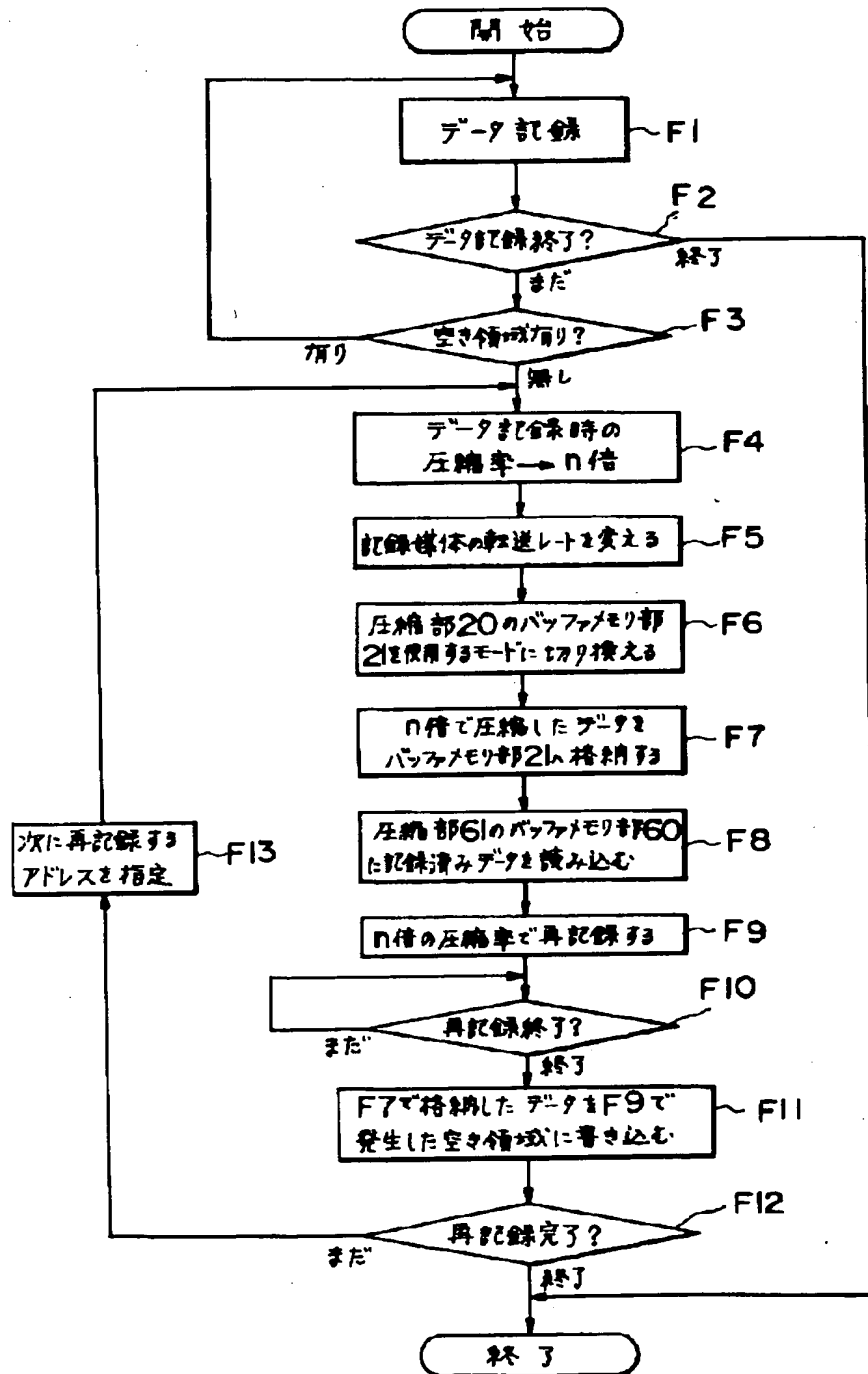 開始
データ記録
F1
F2
データ記録終了?
終了
まだ
F3
空き領域有り?
有り
無し
データ記録時の
圧縮率→n倍
F4
記録媒体の転送レートを変える
F5
圧縮部20のバッファメモリ部
21を使用するモードに切り換える
F6
n倍で圧縮したデータを
バッファメモリ部21へ格納する
F7
圧縮部61のバッファメモリ部60
に記録済みデータを読み込む
F8
次に再記録する
アドレスを指定
F13
n倍の圧縮率で再記録する
F9
F10
再記録終了?
まだ
終了
F7で格納したデータをF9で
発生した空き領域に書き込む
F11
F12
再記録完了?
まだ
終了
終了